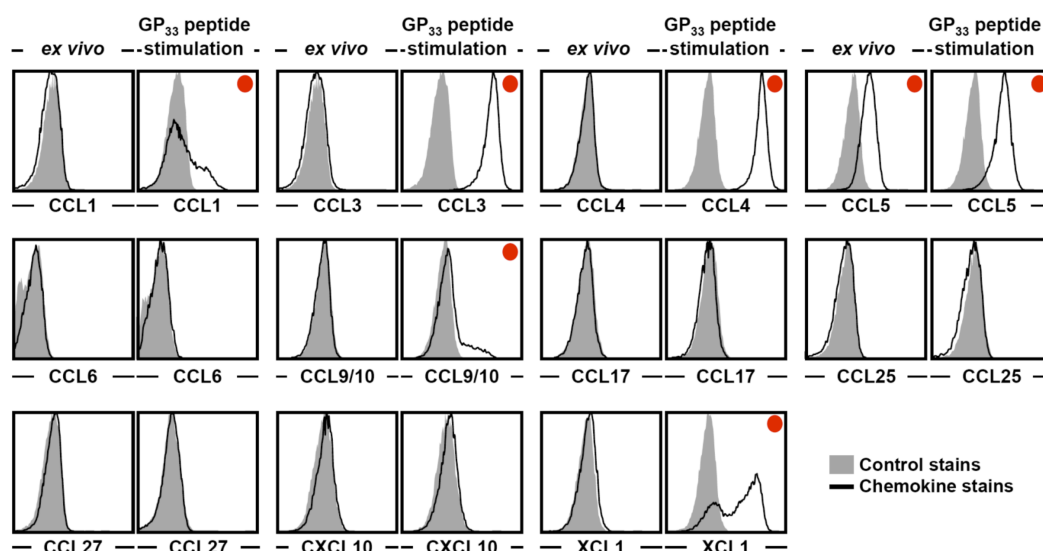 GP33 peptide GP33 peptide GP33 peptide GP33 peptide
ex vivo stimulation ex vivo stimulation ex vivo stimulation ex vivo stimulation
CCL1 CCL1 CCL3 CCL3 CCL4 CCL4 CCL5 CCL5
CCL6 CCL6 CCL9/10 CCL9/10 CCL17 CCL17 CCL25 CCL25
Control stains
Chemokine stains
CCL27 CCL27 CXCL10 CXCL10 XCL1 XCL1